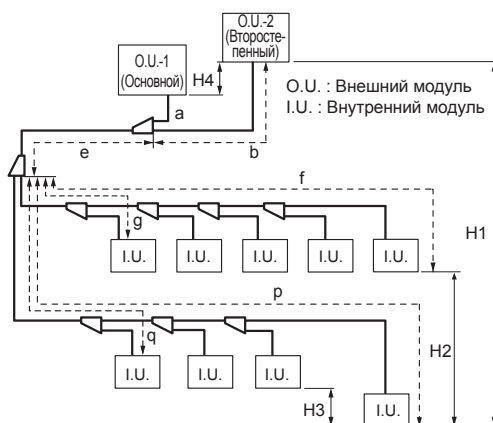 O.U.-2
(Второсте-
пенный)
O.U.-1
(Основной)
H4
O.U. : Внешний модуль
I.U. : Внутренний модуль
a
e
b
f
H1
g
I.U.
I.U.
I.U.
I.U.
I.U.
p
H2
q
I.U.
I.U.
I.U.
H3
I.U.